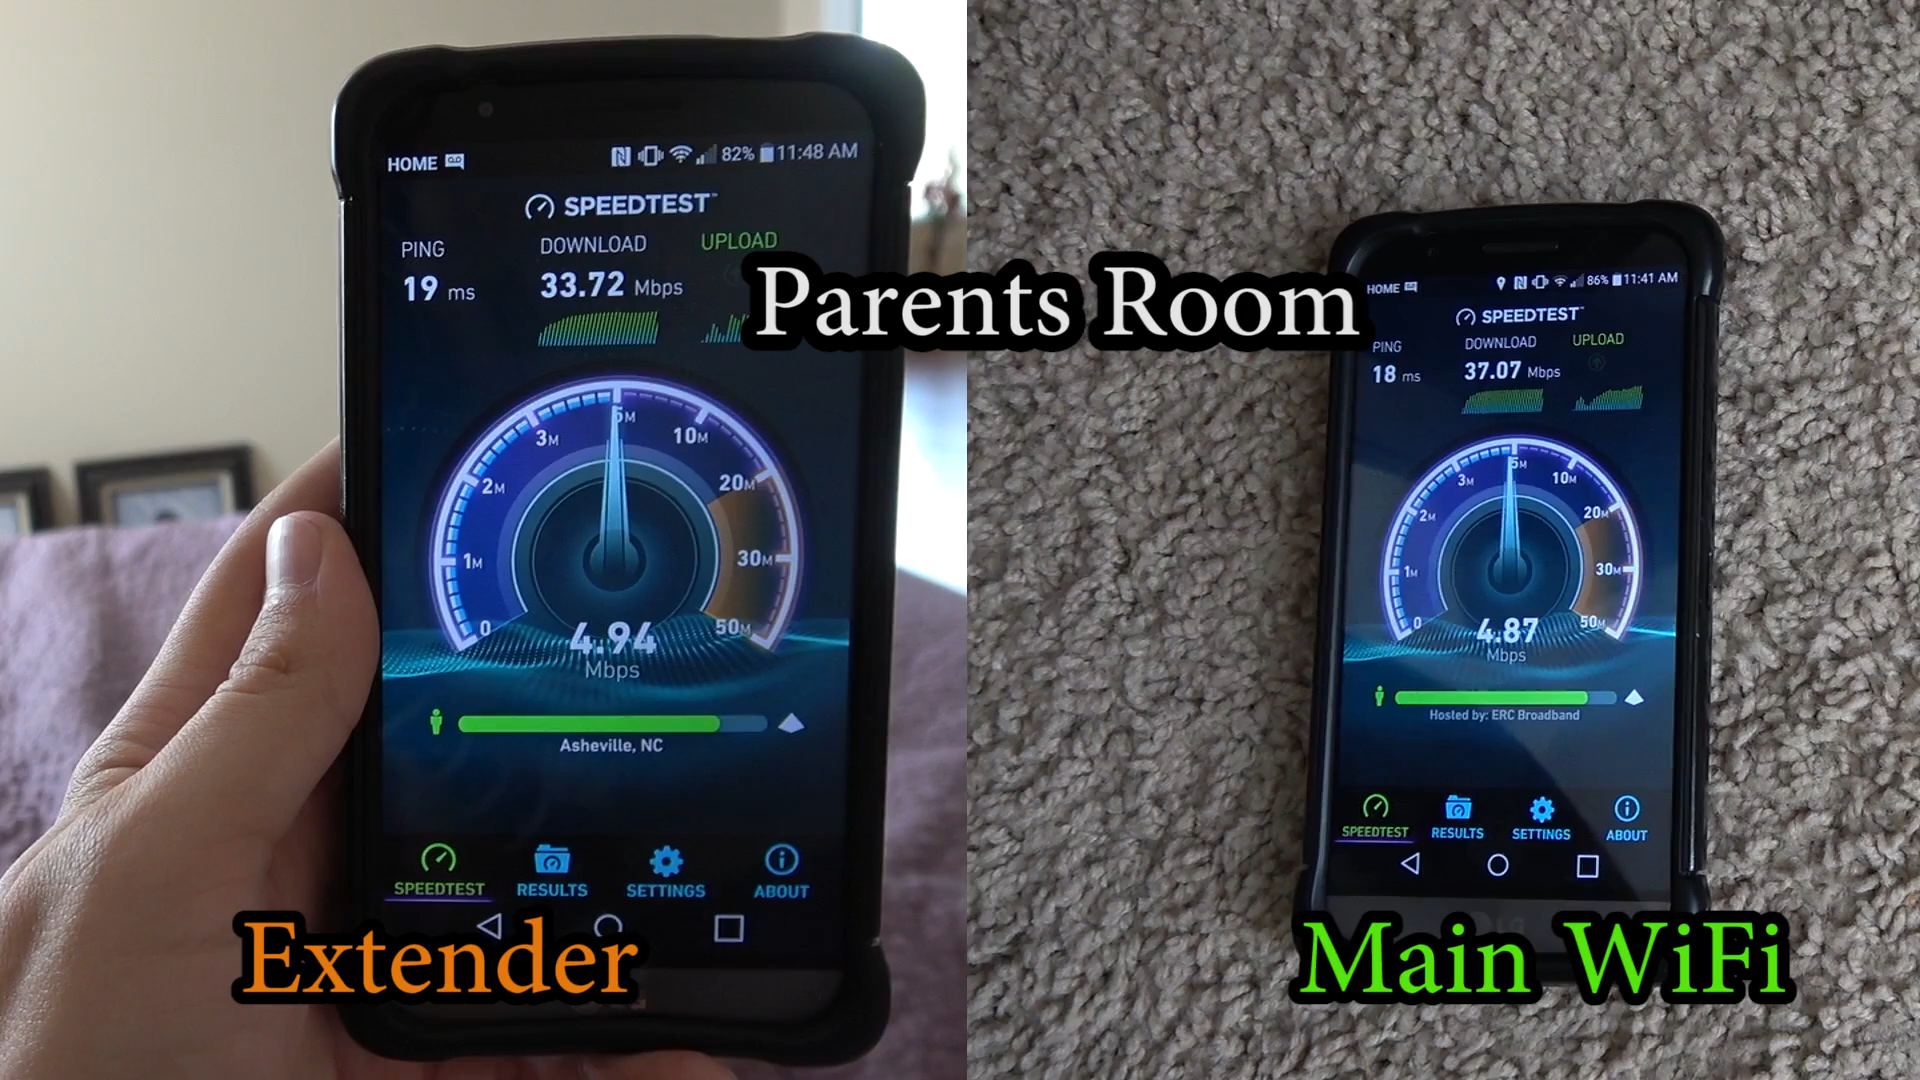 HOME 82% 11:48 AM
SPEEDTEST™
PING DOWNLOAD UPLOAD
19 ms 33.72 Mbps
5M
3M 10M
2M 20M
1M 30M
0 50M
4.94
Mbps
Asheville, NC
SPEEDTEST RESULTS SETTINGS ABOUT
Extender
Parents Room
HOME 86% 11:41 AM
SPEEDTEST™
PING DOWNLOAD UPLOAD
18 ms 37.07 Mbps
5M
3M 10M
2M 20M
1M 30M
0 50M
4.87
Mbps
Hosted by: ERC Broadband
SPEEDTEST RESULTS SETTINGS ABOUT
Main WiFi